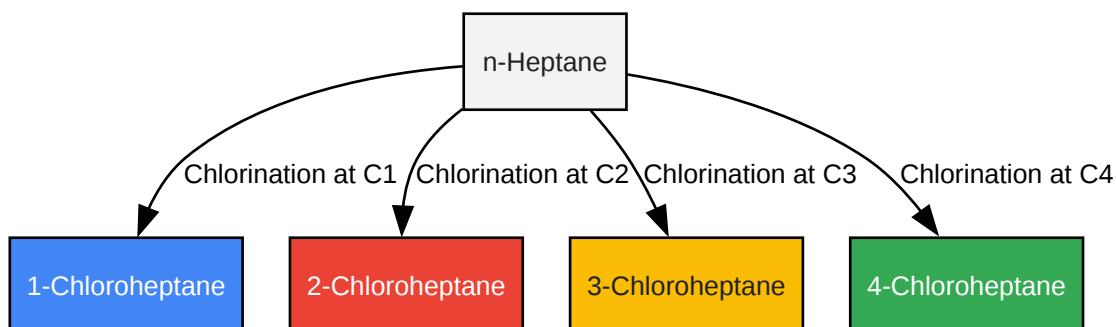 n-Heptane
Chlorination at C1
Chlorination at C2
Chlorination at C3
Chlorination at C4
1-Chloroheptane
2-Chloroheptane
3-Chloroheptane
4-Chloroheptane